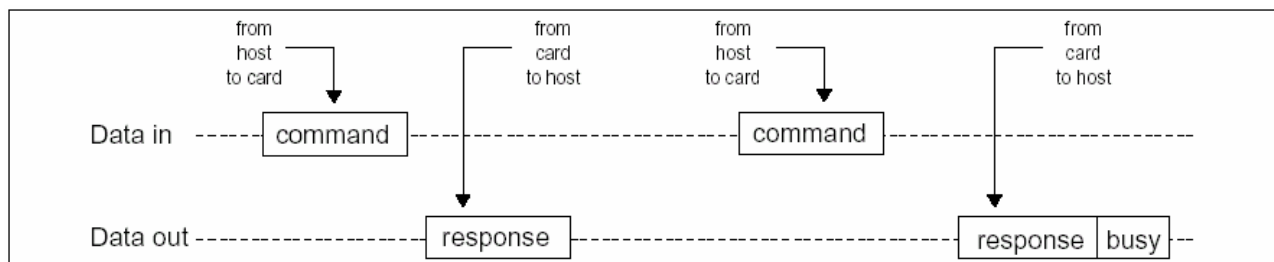 from
host
to card
from
card
to host
from
host
to card
from
card
to host
Data in
command
command
Data out
response
response
busy